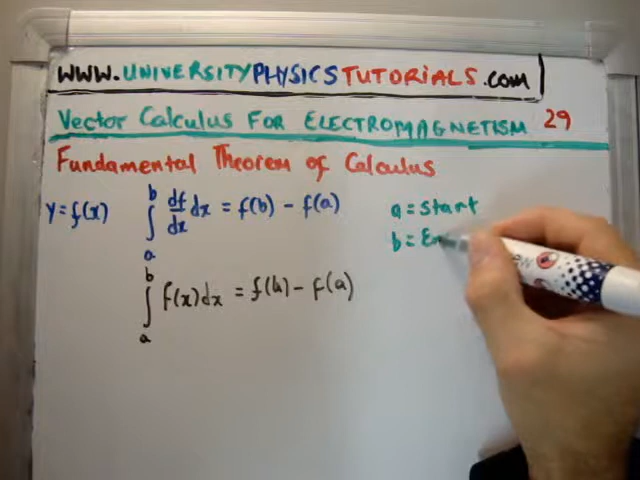 WWW.UNIVERSITYPHYSICSTUTORIALS.COM
Vector Calculus FOR ELECTROMAGNETISM 29
Fundamental Theorem of Calculus
y=f(x) ∫ₐᵇ df/dx dx = f(b) - f(a)
a = Start
b = En
∫ₐᵇ F(x)dx = f(b) - f(a)